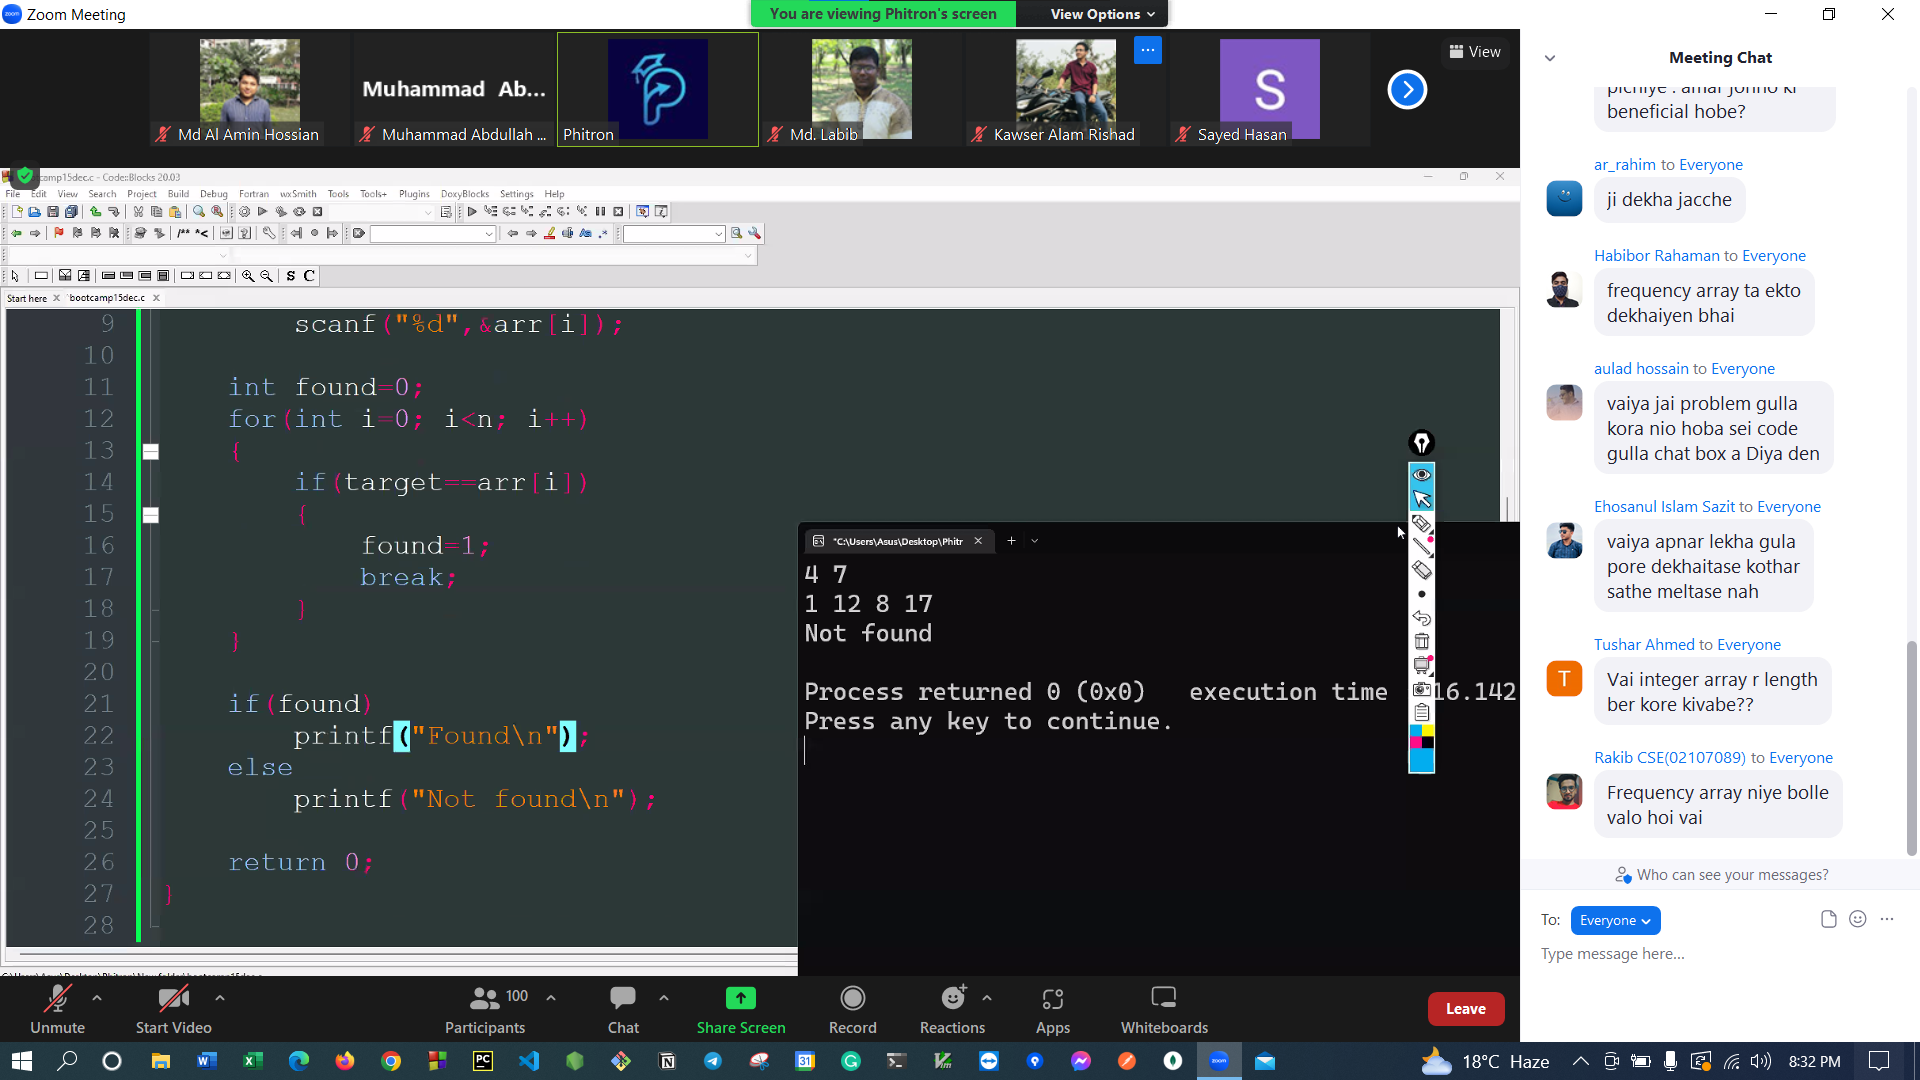 Zoom Meeting
You are viewing Phitron's screen
View Options
Md Al Amin Hossian
Muhammad Ab...
Muhammad Abdullah ...
Phitron
Md. Labib
Kawser Alam Rishad
S
Sayed Hasan
View
camp15dec.c - Code::Blocks 20.03
File Edit View Search Project Build Debug Fortran wxSmith Tools Tools+ Plugins DoxyBlocks Settings Help
Start here
bootcamp15dec.c
9 scanf("%d",&arr[i]);
10
11 int found=0;
12 for(int i=0; i<n; i++)
13 {
14 if(target==arr[i])
15 {
16 found=1;
17 break;
18 }
19 }
20
21 if(found)
22 printf("Found\n");
23 else
24 printf("Not found\n");
25
26 return 0;
27 }
28
"C:\Users\Asus\Desktop\Phitr
4 7
1 12 8 17
Not found
Process returned 0 (0x0) execution time 16.142
Press any key to continue.
Meeting Chat
beneficial hobe?
ar_rahim to Everyone
ji dekha jacche
Habibor Rahaman to Everyone
frequency array ta ekto
dekhaiyen bhai
aulad hossain to Everyone
vaiya jai problem gulla
kora nio hoba sei code
gulla chat box a Diya den
Ehosanul Islam Sazit to Everyone
vaiya apnar lekha gula
pore dekhaitase kothar
sathe meltase nah
Tushar Ahmed to Everyone
T
Vai integer array r length
ber kore kivabe??
Rakib CSE(02107089) to Everyone
Frequency array niye bolle
valo hoi vai
Who can see your messages?
To: Everyone
Type message here...
Unmute
Start Video
Participants
100
Chat
Share Screen
Record
Reactions
Apps
Whiteboards
Leave
18°C Haze
8:32 PM